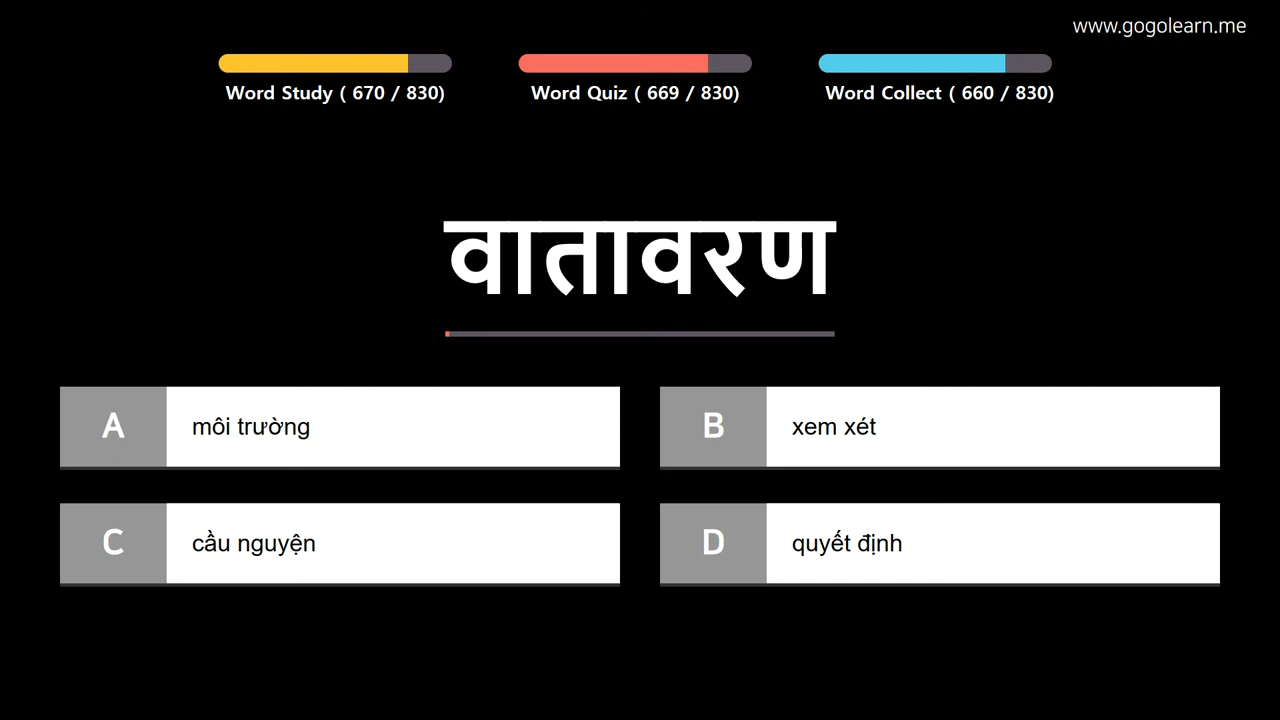 www.gogolearn.me
Word Study ( 670 / 830)
Word Quiz ( 669 / 830)
Word Collect ( 660 / 830)
वातावरण
A môi trường
B xem xét
C cầu nguyện
D quyết định